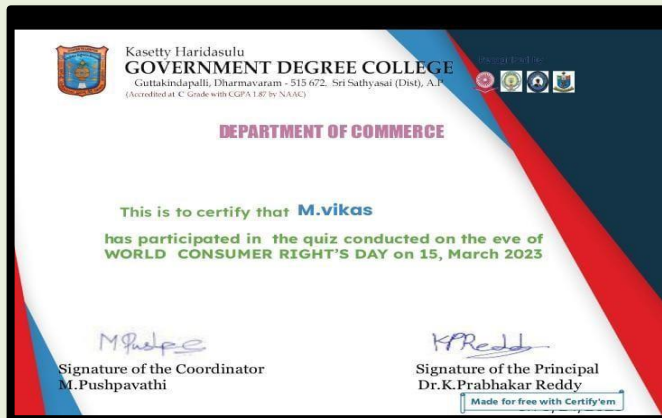 Kasetty Haridasulu
GOVERNMENT DEGREE COLLEGE
Guttakindapalli, Dharmavaram - 515 672. Sri Sathyasai (Dist), A.P
(Accredited at C Grade with CGPA 1.87 by NAAC)
DEPARTMENT OF COMMERCE
This is to certify that M.vikas
has participated in the quiz conducted on the eve of
WORLD CONSUMER RIGHT'S DAY on 15, March 2023
Signature of the Coordinator
M.Pushpavathi
KPReddy
Signature of the Principal
Dr.K.Prabhakar Reddy
Made for free with Certify'em